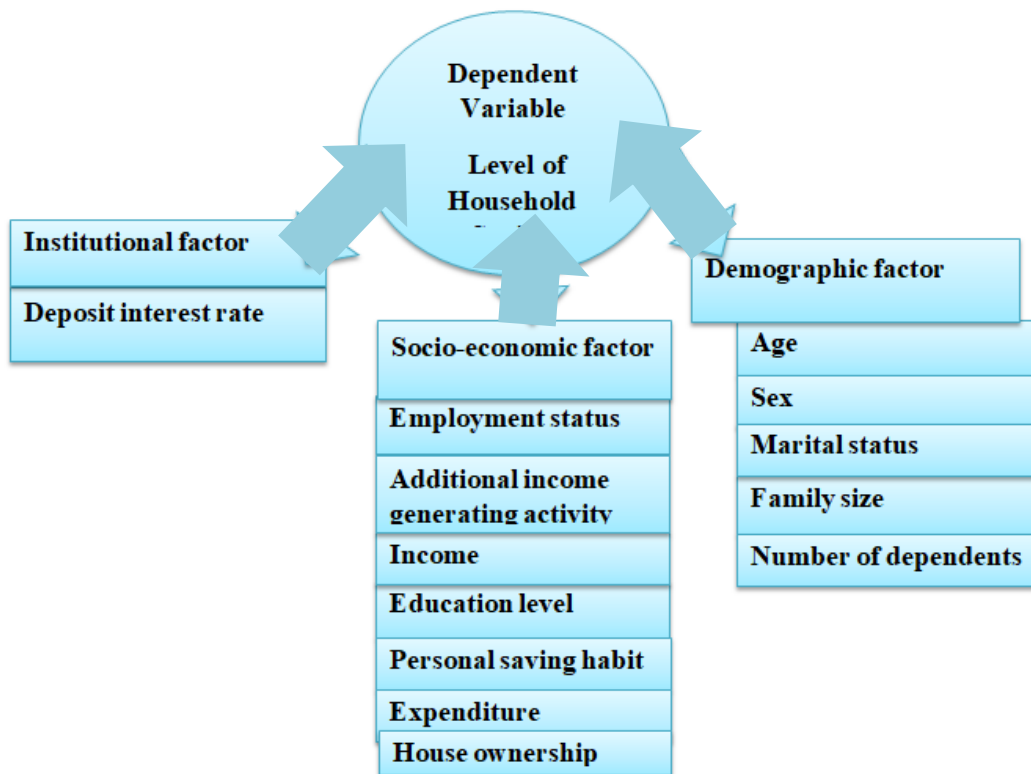 Dependent
Variable
Level of
Household
Institutional factor
Deposit interest rate
Socio-economic factor
Employment status
Additional income
generating activity
Income
Education level
Personal saving habit
Expenditure
House ownership
Demographic factor
Age
Sex
Marital status
Family size
Number of dependents